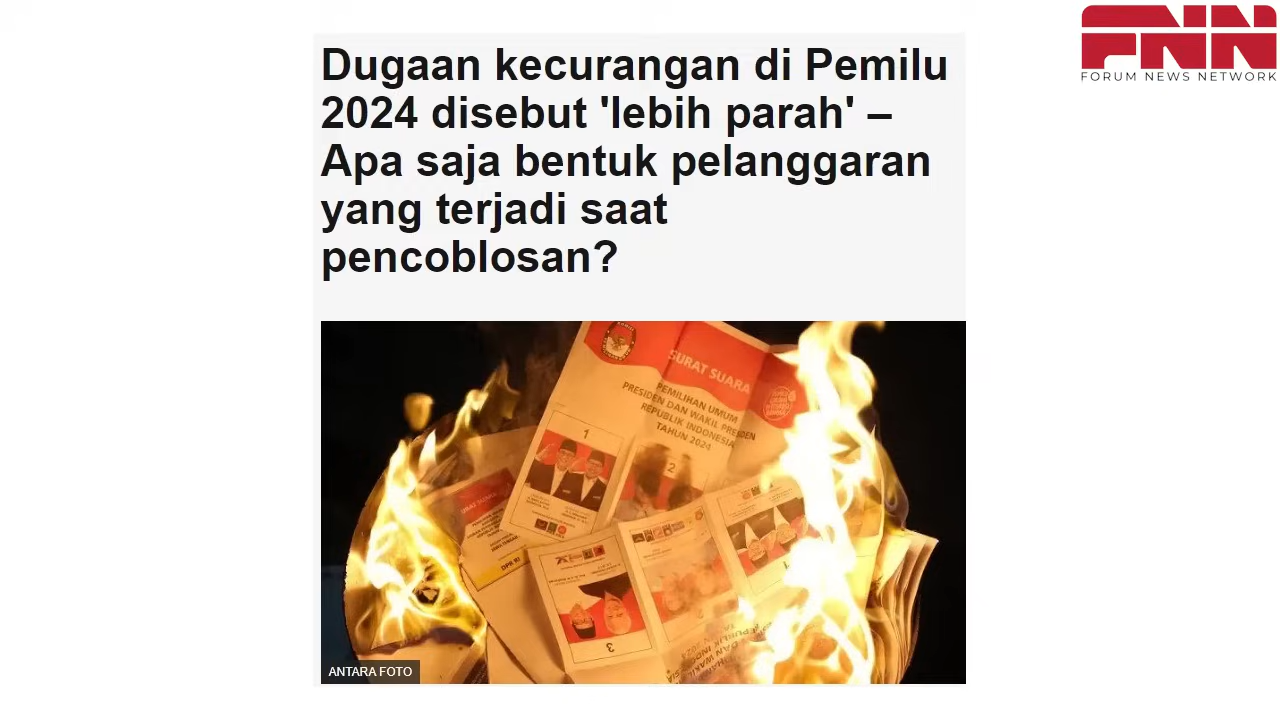 FNN
FORUM NEWS NETWORK
Dugaan kecurangan di Pemilu
2024 disebut 'lebih parah' –
Apa saja bentuk pelanggaran
yang terjadi saat
pencoblosan?
SURAT SUARA
PEMILIHAN UMUM
PRESIDEN DAN WAKIL PRESIDEN
REPUBLIK INDONESIA
TAHUN 2024
1
2
DPR RI
3
ANTARA FOTO